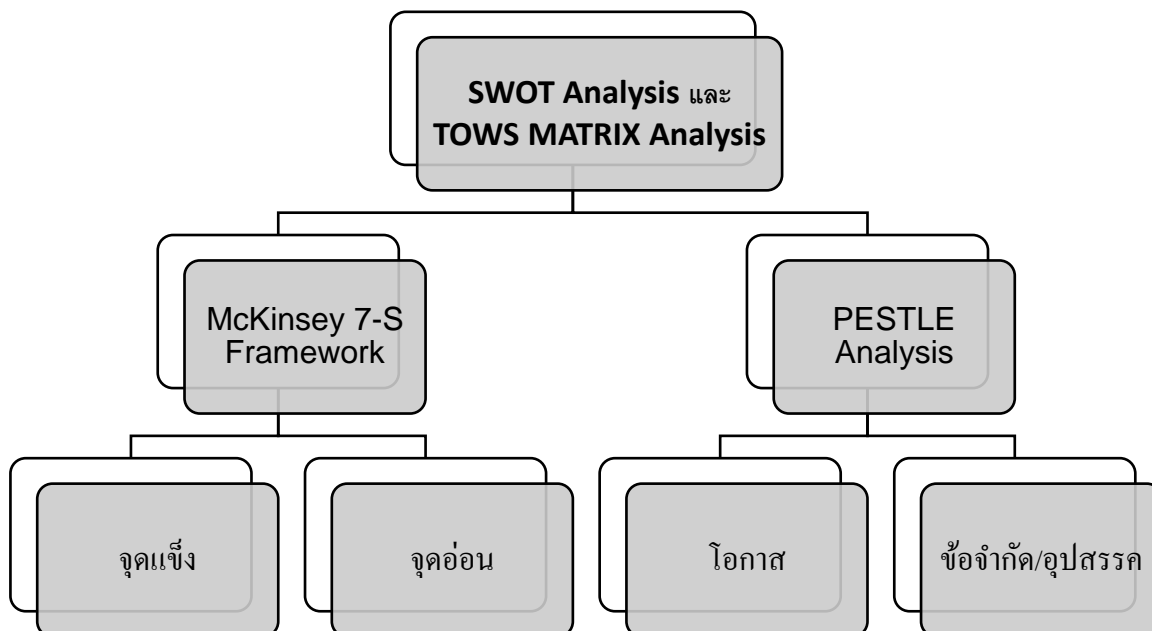 SWOT Analysis และ
TOWS MATRIX Analysis
McKinsey 7-S
Framework
PESTLE
Analysis
จุดแข็ง
จุดอ่อน
โอกาส
ข้อจำกัด/อุปสรรค